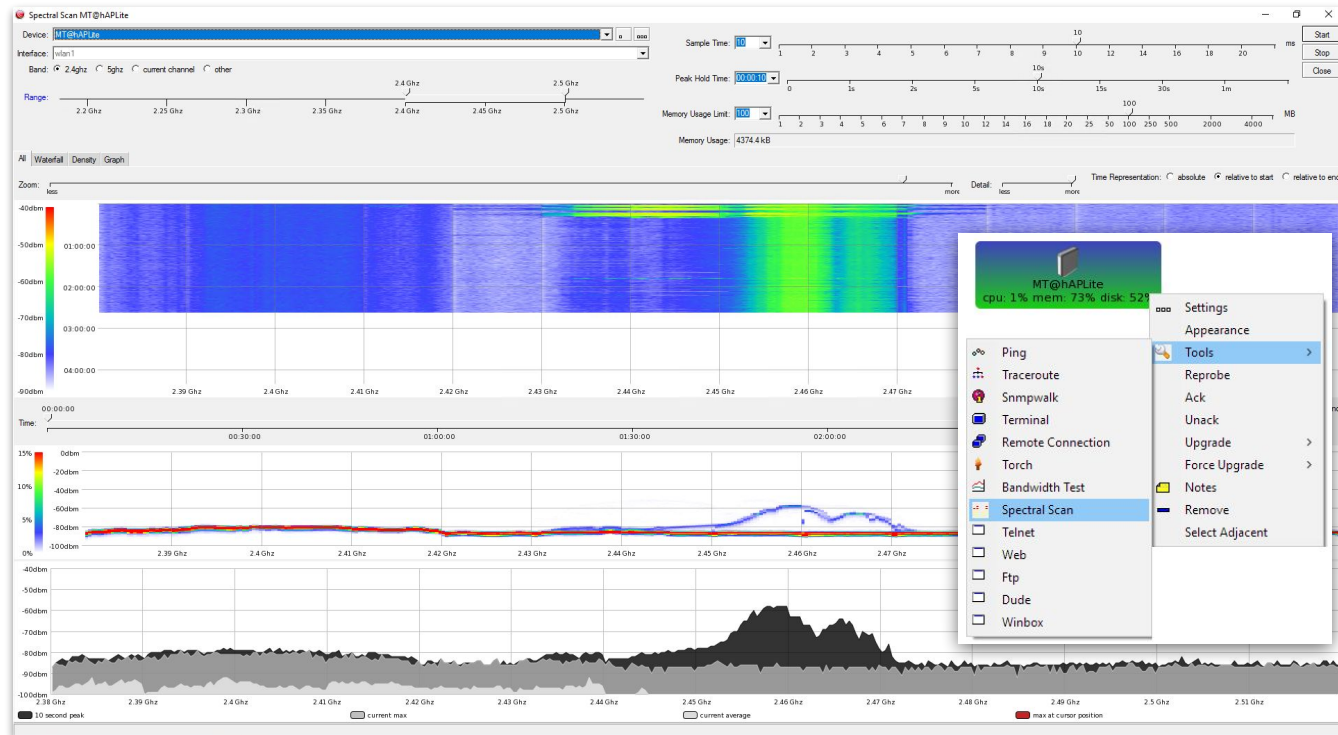 Spectral Scan MT@hAPLite
Device: MT@hAPLite
Interface: wlan1
Band: 2.4ghz 5ghz current channel other
2.4 Ghz 2.5 Ghz
Range:
2.2 Ghz 2.25 Ghz 2.3 Ghz 2.35 Ghz 2.4 Ghz 2.45 Ghz 2.5 Ghz
10
Sample Time: 10 ms
1 2 3 4 5 6 7 8 9 10 12 14 16 18 20
10s
Peak Hold Time: 00:00:10
0 1s 2s 5s 10s 15s 30s 1m
100
Memory Usage Limit: 100 MB
1 2 3 4 5 6 7 8 9 10 12 14 16 18 20 25 50 100 250 500 2000 4000
Memory Usage: 4374.4 kB
Start
Stop
Close
All Waterfall Density Graph
Zoom: less more Detail: less more Time Representation: absolute relative to start relative to end
-40dbm
-50dbm 01:00:00
-60dbm 02:00:00
-70dbm 03:00:00
-80dbm 04:00:00
-90dbm 2.39 Ghz 2.4 Ghz 2.41 Ghz 2.42 Ghz 2.43 Ghz 2.44 Ghz 2.45 Ghz 2.46 Ghz 2.47 Ghz
00:00:00
Time:
00:30:00 01:00:00 01:30:00 02:00:00
15% 0dbm
-20dbm
10% -40dbm
5% -60dbm
-80dbm
-100dbm
0% 2.39 Ghz 2.4 Ghz 2.41 Ghz 2.42 Ghz 2.43 Ghz 2.44 Ghz 2.45 Ghz 2.46 Ghz 2.47 Ghz
-40dbm
-50dbm
-60dbm
-70dbm
-80dbm
-90dbm
-100dbm
2.38 Ghz 2.39 Ghz 2.4 Ghz 2.41 Ghz 2.42 Ghz 2.43 Ghz 2.44 Ghz 2.45 Ghz 2.46 Ghz 2.47 Ghz 2.48 Ghz 2.49 Ghz 2.5 Ghz 2.51 Ghz
10 second peak current max current average max at cursor position
MT@hAPLite
cpu: 1% mem: 73% disk: 52%
Settings
Appearance
Tools
Reprobe
Ack
Unack
Upgrade
Force Upgrade
Notes
Remove
Select Adjacent
Ping
Traceroute
Snmpwalk
Terminal
Remote Connection
Torch
Bandwidth Test
Spectral Scan
Telnet
Web
Ftp
Dude
Winbox